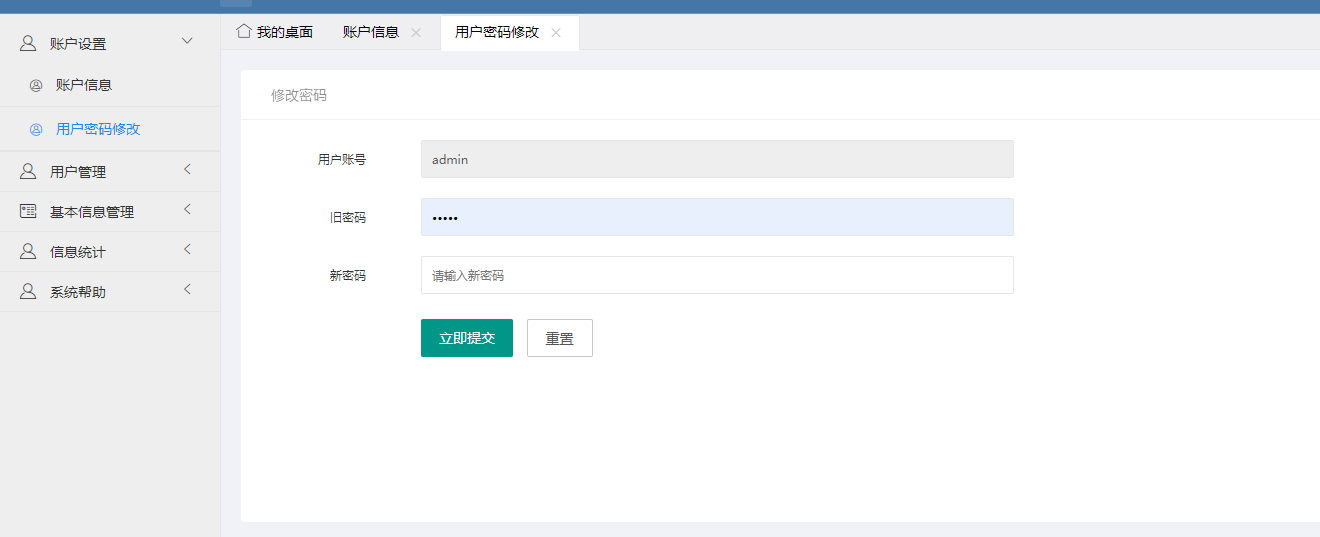 账户设置
账户信息
用户密码修改
用户管理
基本信息管理
信息统计
系统帮助
我的桌面 账户信息 用户密码修改
修改密码
用户账号 admin
旧密码 •••••
新密码 请输入新密码
立即提交 重置